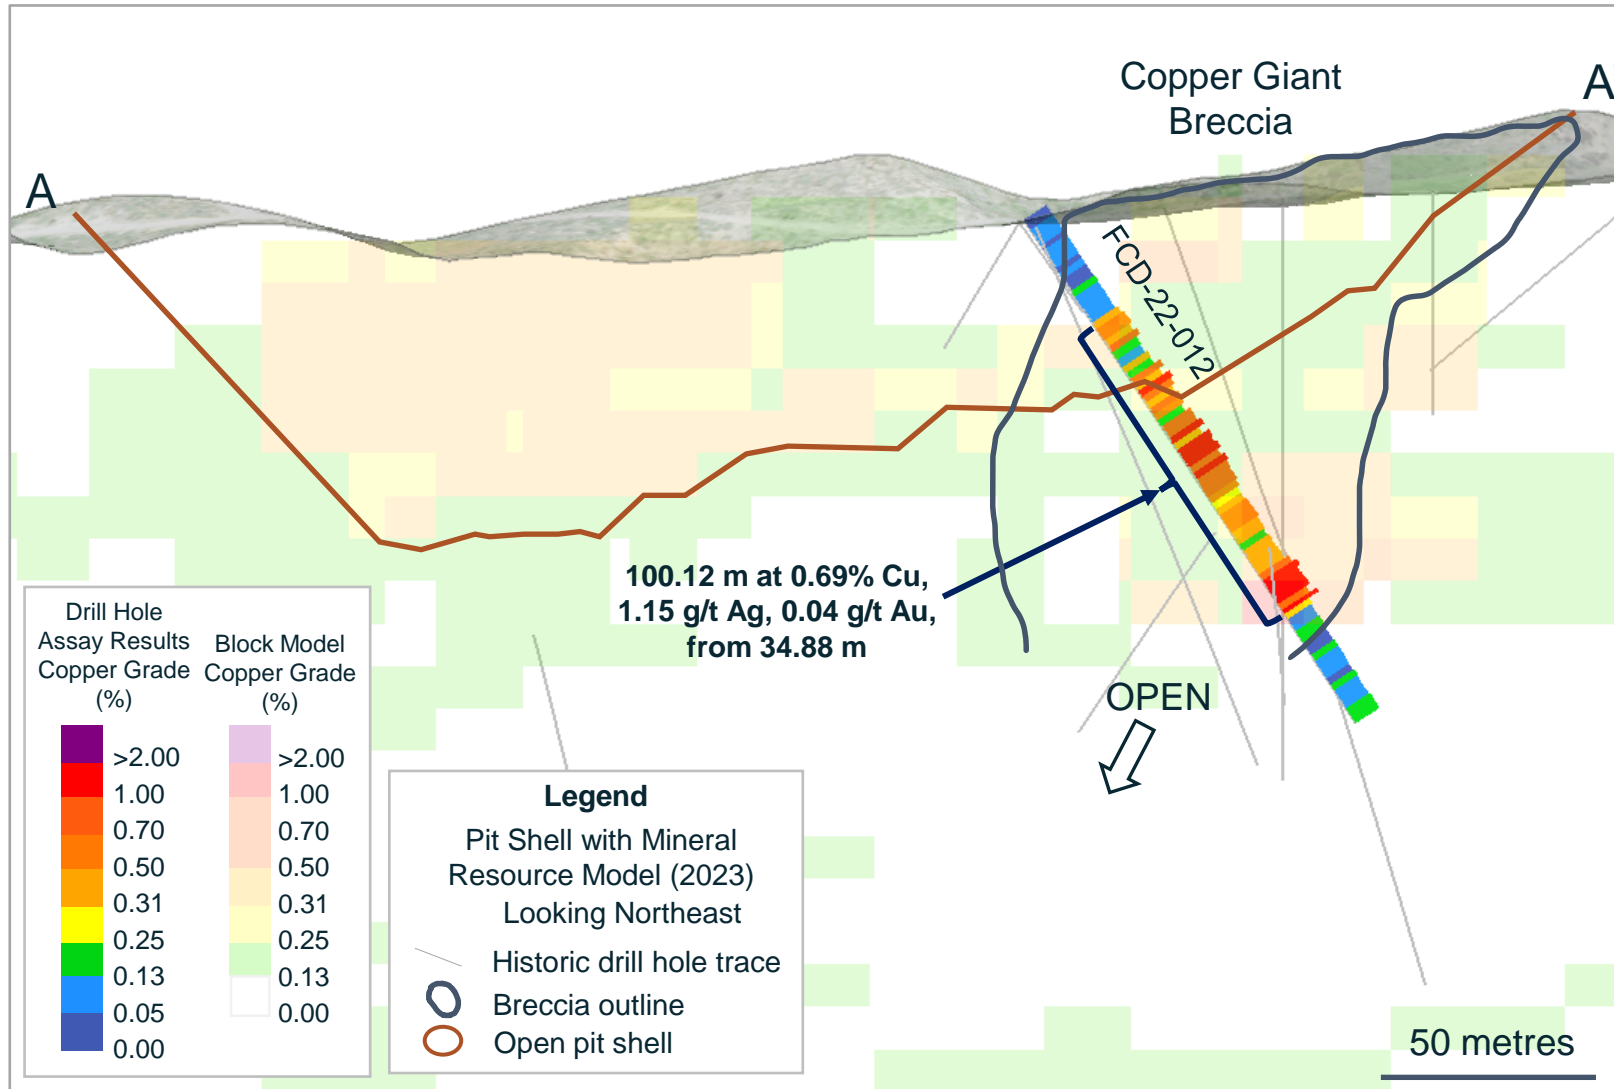 Copper Giant
Breccia
A
A
FCD-22-012
100.12 m at 0.69% Cu,
1.15 g/t Ag, 0.04 g/t Au,
from 34.88 m
OPEN
Drill Hole
Assay Results
Copper Grade
(%)
>2.00
1.00
0.70
0.50
0.31
0.25
0.13
0.05
0.00
Block Model
Copper Grade
(%)
>2.00
1.00
0.70
0.50
0.31
0.25
0.13
0.00
Legend
Pit Shell with Mineral
Resource Model (2023)
Looking Northeast
Historic drill hole trace
Breccia outline
Open pit shell
50 metres